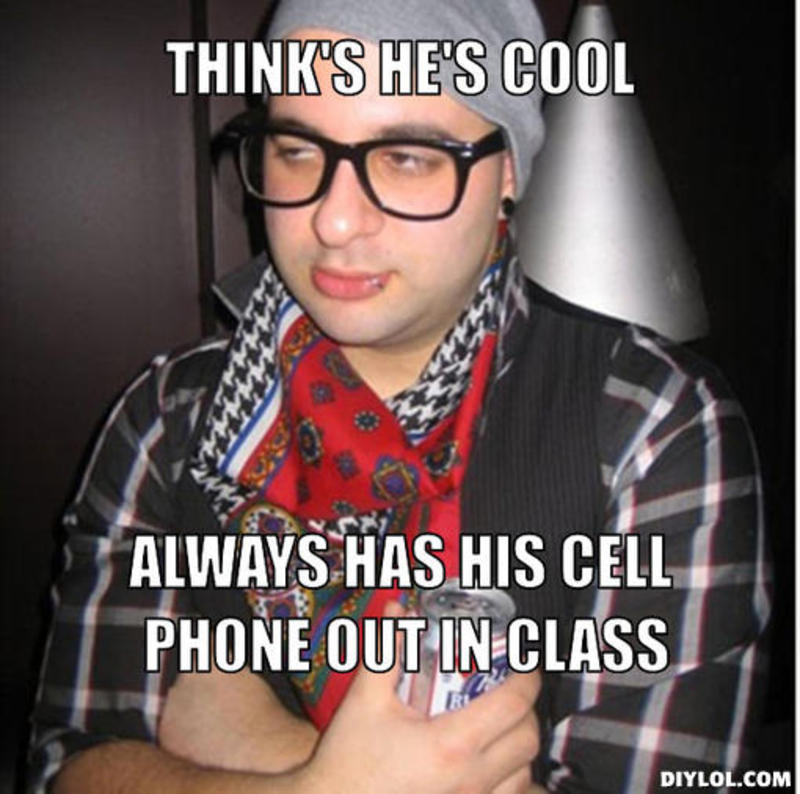 THINK'S HE'S COOL
ALWAYS HAS HIS CELL
PHONE OUT IN CLASS
DIYLOL.COM